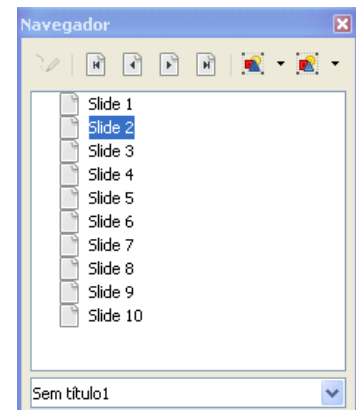 Navegador
Slide 1
Slide 2
Slide 3
Slide 4
Slide 5
Slide 6
Slide 7
Slide 8
Slide 9
Slide 10
Sem título1